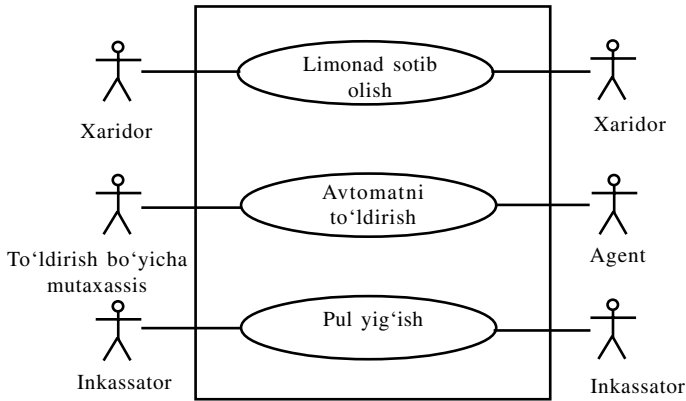 Limonad sotib
olish
Xaridor
Xaridor
Avtomatni
to‘ldirish
To‘ldirish bo‘yicha
mutaxassis
Agent
Pul yig‘ish
Inkassator
Inkassator